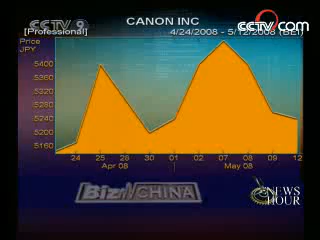 CCTV 9
CCTV.com
CANON INC
[Professional]
4/24/2008 - 5/12/2008 (BEI)
Price
JPY
5400
5360
5320
5280
5240
5200
5160
24 25 28 30 01 02 07 08 09 12
Apr 08 May 08
Biz CHINA
NEWS
HOUR